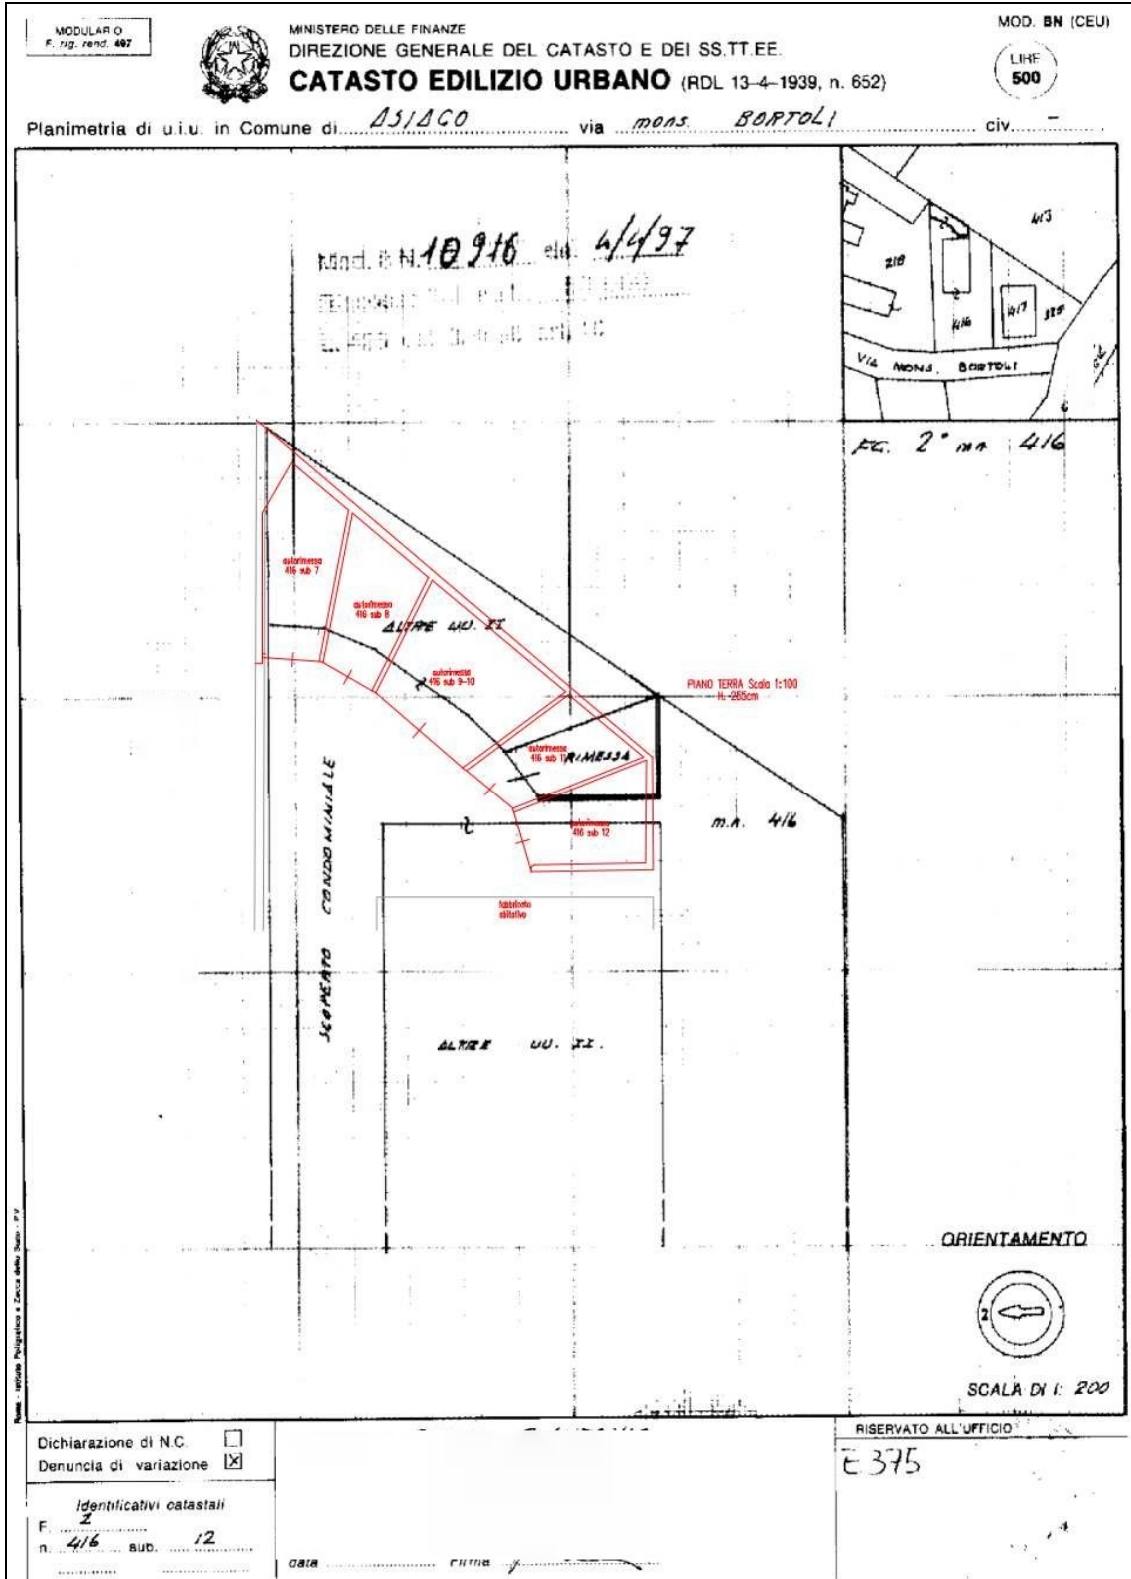 MODULARIO
F. rig. rend. 497
MINISTERO DELLE FINANZE
DIREZIONE GENERALE DEL CATASTO E DEI SS.TT.EE.
CATASTO EDILIZIO URBANO (RDL 13-4-1939, n. 652)
MOD. BN (CEU)
LIRE
500
Planimetria di u.i.u. in Comune di ASIAGO via mons. BORTOLI civ. -
10916 4/4/97
413
218
416
417
VIA MONS. BORTOLI
FG. 2° mn 416
autorimessa
416 sub 7
autorimessa
416 sub 8
ALTRE UU. II
autorimessa
416 sub 9-10
PIANO TERRA Scala 1:100
H. -265cm
autorimessa
416 sub 11
RIMESSA
autorimessa
416 sub 12
m.n. 416
SCOPERTO CONDOMINIALE
fabbricato
abitativo
ALTRE UU. II.
ORIENTAMENTO
SCALA DI 1: 200
Roma - Istituto Poligrafico e Zecca dello Stato - P.V.
Dichiarazione di N.C.
Denuncia di variazione X
Identificativi catastali
F. 2
n. 416 sub. 12
data firma
RISERVATO ALL'UFFICIO
E 375